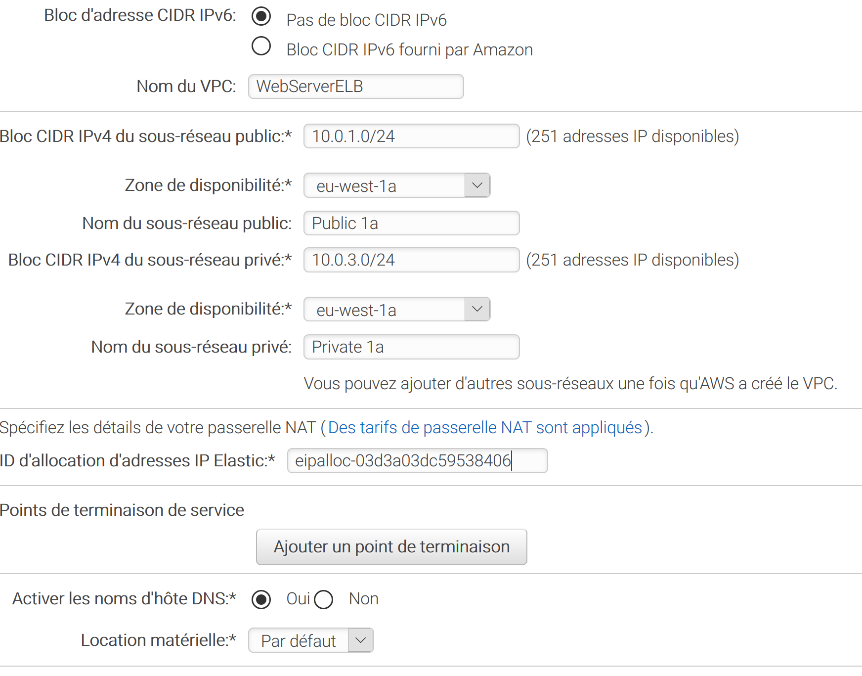 Bloc d'adresse CIDR IPv6: Pas de bloc CIDR IPv6
Bloc CIDR IPv6 fourni par Amazon
Nom du VPC: WebServerELB
Bloc CIDR IPv4 du sous-réseau public:* 10.0.1.0/24 (251 adresses IP disponibles)
Zone de disponibilité:* eu-west-1a
Nom du sous-réseau public: Public 1a
Bloc CIDR IPv4 du sous-réseau privé:* 10.0.3.0/24 (251 adresses IP disponibles)
Zone de disponibilité:* eu-west-1a
Nom du sous-réseau privé: Private 1a
Vous pouvez ajouter d'autres sous-réseaux une fois qu'AWS a créé le VPC.
Spécifiez les détails de votre passerelle NAT (Des tarifs de passerelle NAT sont appliqués).
ID d'allocation d'adresses IP Elastic:* eipalloc-03d3a03dc59538406
Points de terminaison de service
Ajouter un point de terminaison
Activer les noms d'hôte DNS:* Oui Non
Location matérielle:* Par défaut